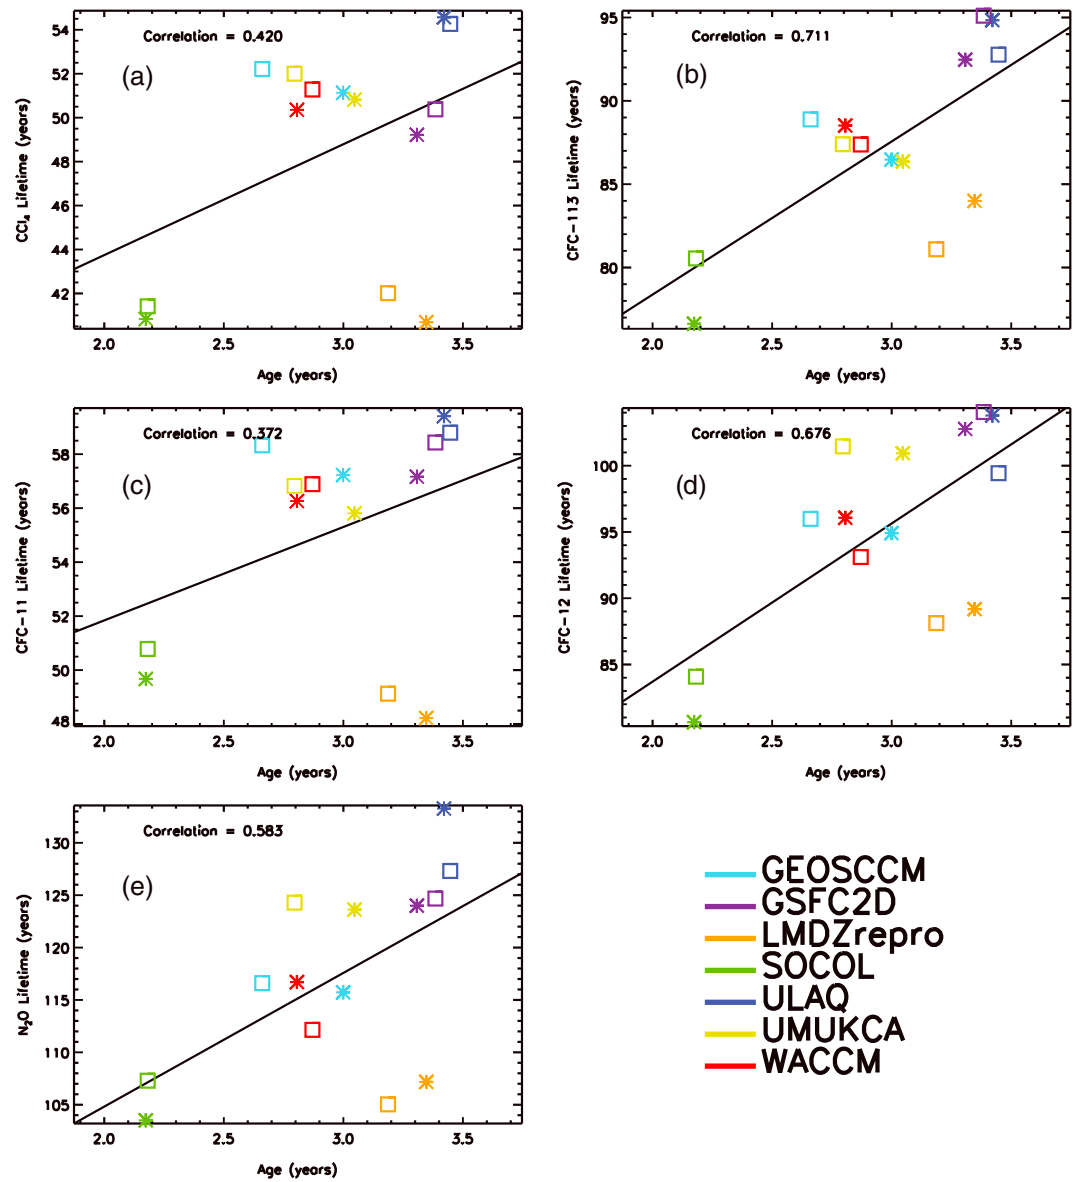 Correlation = 0.420
(a)
54
52
50
48
46
44
42
CCl₄ Lifetime (years)
2.0 2.5 3.0 3.5
Age (years)
Correlation = 0.711
(b)
95
90
85
80
CFC-113 Lifetime (years)
2.0 2.5 3.0 3.5
Age (years)
Correlation = 0.372
(c)
58
56
54
52
50
48
CFC-11 Lifetime (years)
2.0 2.5 3.0 3.5
Age (years)
Correlation = 0.676
(d)
100
95
90
85
CFC-12 Lifetime (years)
2.0 2.5 3.0 3.5
Age (years)
Correlation = 0.583
(e)
130
125
120
115
110
105
N₂O Lifetime (years)
2.0 2.5 3.0 3.5
Age (years)
GEOSCCM
GSFC2D
LMDZrepro
SOCOL
ULAQ
UMUKCA
WACCM